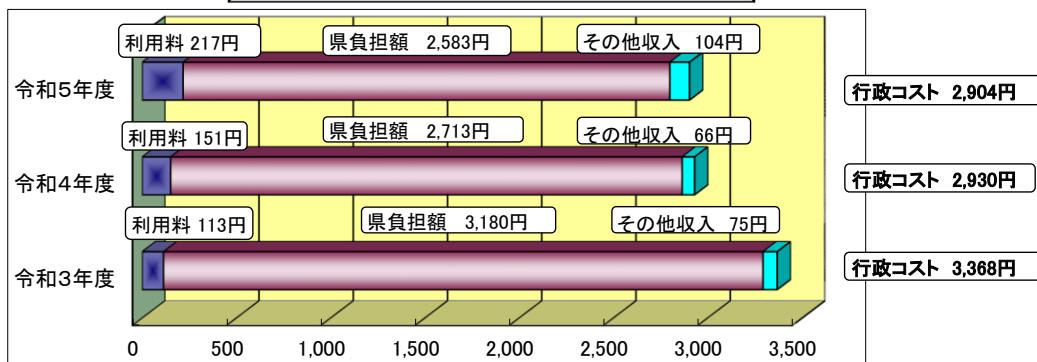 利用料 217円
県負担額 2,583円
その他収入 104円
令和5年度
行政コスト 2,904円
利用料 151円
県負担額 2,713円
その他収入 66円
令和4年度
行政コスト 2,930円
利用料 113円
県負担額 3,180円
その他収入 75円
令和3年度
行政コスト 3,368円
0 500 1,000 1,500 2,000 2,500 3,000 3,500